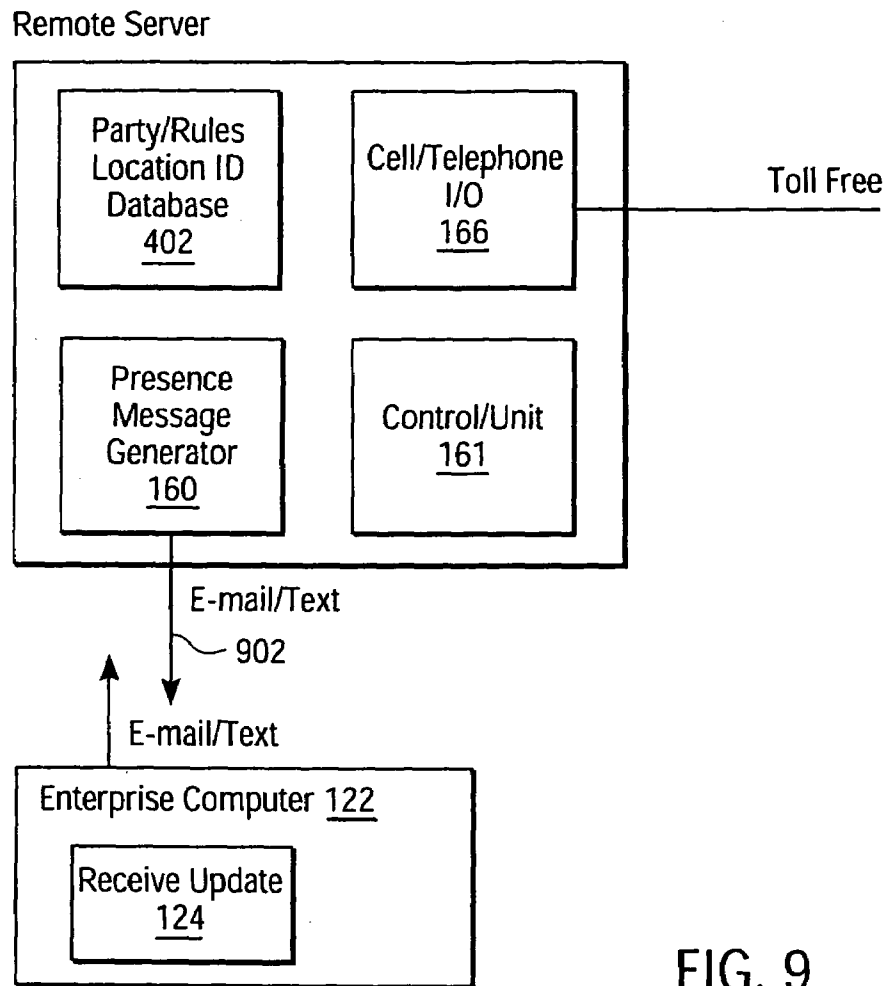 Remote Server
Party/Rules
Location ID
Database
402
Cell/Telephone
I/O
166
Toll Free
Presence
Message
Generator
160
Control/Unit
161
E-mail/Text
902
E-mail/Text
Enterprise Computer 122
Receive Update
124
FIG. 9